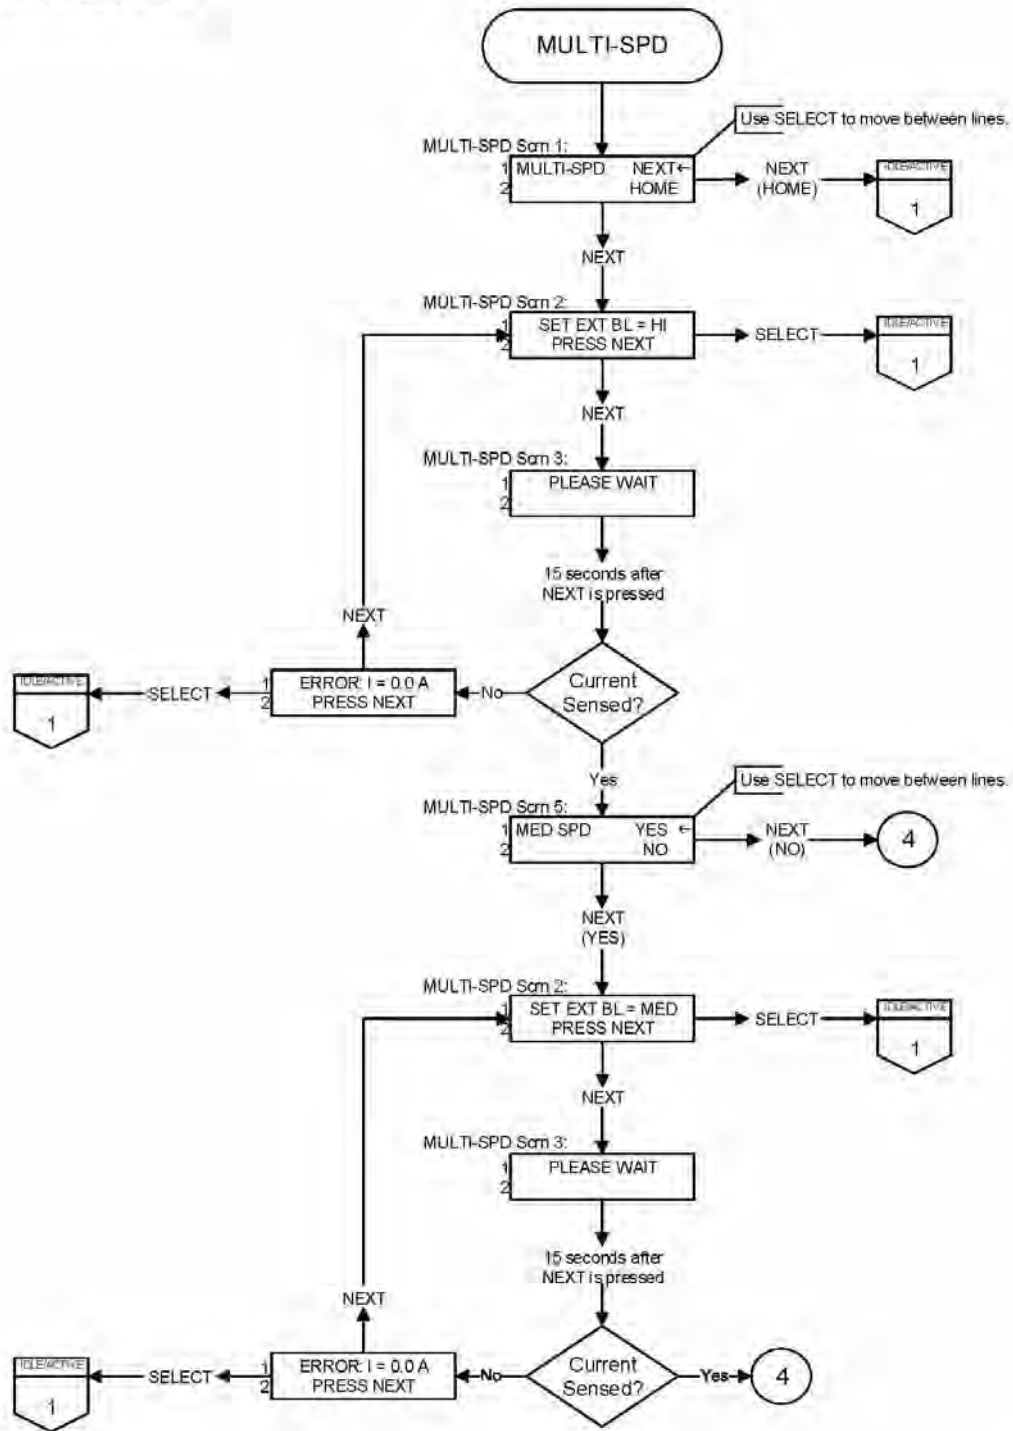 MULTI-SPD
Use SELECT to move between lines.
MULTI-SPD Scrn 1:
1 MULTI-SPD NEXT←
2 HOME
NEXT
(HOME)
IDLE/ACTIVE
1
NEXT
MULTI-SPD Scrn 2:
1 SET EXT BL = HI
2 PRESS NEXT
SELECT
IDLE/ACTIVE
1
NEXT
MULTI-SPD Scrn 3:
1 PLEASE WAIT
2
15 seconds after
NEXT is pressed
NEXT
Current
Sensed?
No
1 ERROR: I = 0.0 A
2 PRESS NEXT
SELECT
IDLE/ACTIVE
1
Yes
Use SELECT to move between lines.
MULTI-SPD Scrn 5:
1 MED SPD YES ←
2 NO
NEXT
(NO)
4
NEXT
(YES)
MULTI-SPD Scrn 2:
1 SET EXT BL = MED
2 PRESS NEXT
SELECT
IDLE/ACTIVE
1
NEXT
MULTI-SPD Scrn 3:
1 PLEASE WAIT
2
15 seconds after
NEXT is pressed
NEXT
Current
Sensed?
No
1 ERROR: I = 0.0 A
2 PRESS NEXT
SELECT
IDLE/ACTIVE
1
Yes
4